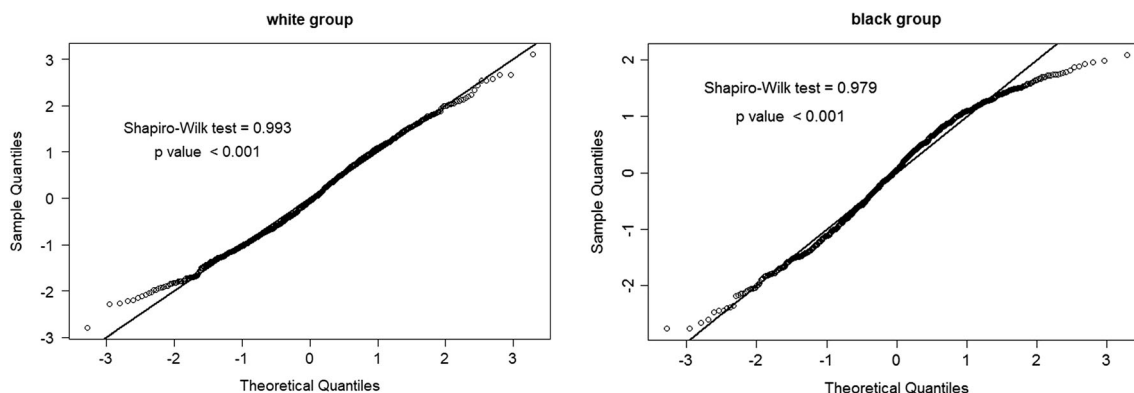 white group
3
2
1
0
-1
-2
-3
Sample Quantiles
Shapiro-Wilk test = 0.993
p value < 0.001
-3 -2 -1 0 1 2 3
Theoretical Quantiles
black group
2
1
0
-1
-2
Sample Quantiles
Shapiro-Wilk test = 0.979
p value < 0.001
-3 -2 -1 0 1 2 3
Theoretical Quantiles